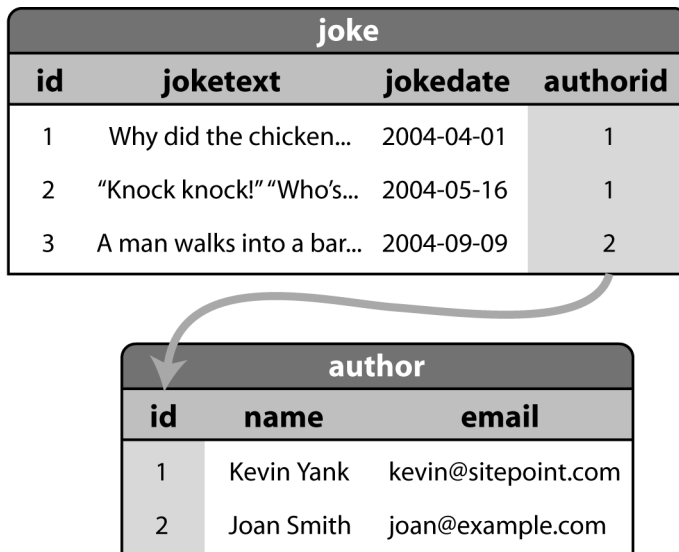 joke
id joketext jokedate authorid
1 Why did the chicken... 2004-04-01 1
2 “Knock knock!” “Who’s... 2004-05-16 1
3 A man walks into a bar... 2004-09-09 2
author
id name email
1 Kevin Yank kevin@sitepoint.com
2 Joan Smith joan@example.com